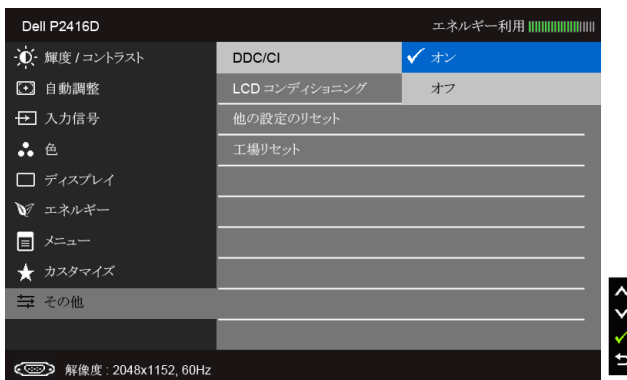 Dell P2416D
エネルギー利用
輝度 / コントラスト
DDC/CI
オン
自動調整
LCD コンディショニング
オフ
入力信号
他の設定のリセット
色
工場リセット
ディスプレイ
エネルギー
メニュー
カスタマイズ
その他
解像度 : 2048x1152, 60Hz